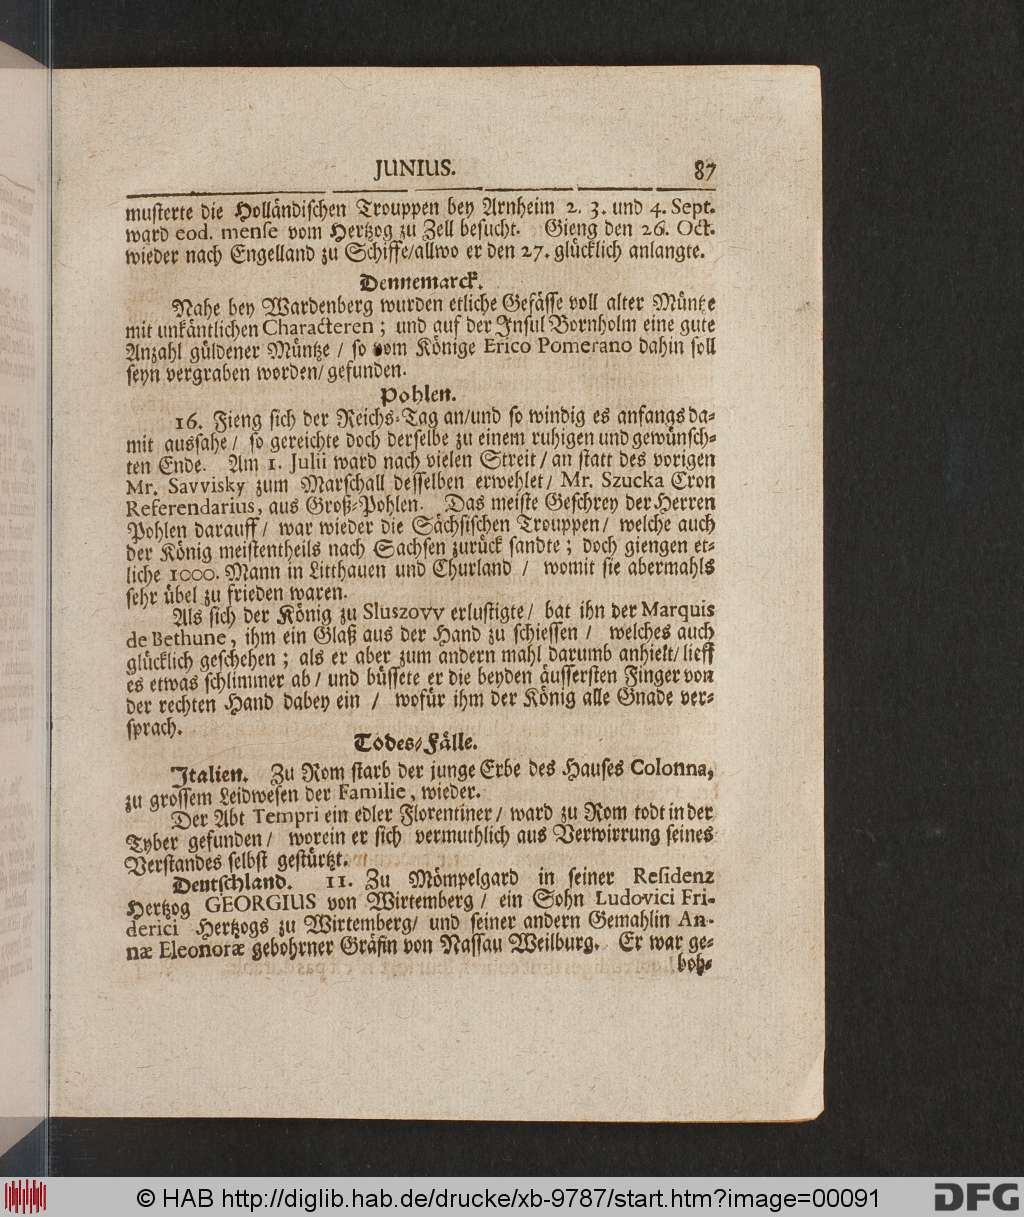 JUNIUS. 87
musterte die Holländischen Trouppen bey Arnheim 2. 3. und 4. Sept.
ward eod. mense vom Hertzog zu Zell besucht. Gieng den 26. Oct.
wieder nach Engelland zu Schiffe/allwo er den 27. glücklich anlangte.
Dennemarck.
Nahe bey Wardenberg wurden etliche Gefässe voll alter Müntze
mit unkäntlichen Characteren; und auf der Insul Bornholm eine gute
Anzahl güldener Müntze / so vom Könige Erico Pomerano dahin soll
seyn vergraben worden/ gefunden.
Pohlen.
16. Fieng sich der Reichs-Tag an/und so windig es anfangs da-
mit aussahe / so gereichte doch derselbe zu einem ruhigen und gewünsch-
ten Ende. Am 1. Julii ward nach vielen Streit / an statt des vorigen
Mr. Savvisky zum Marschall desselben erwehlet/ Mr. Szucka Cron
Referendarius, aus Groß-Pohlen. Das meiste Geschrey der Herren
Pohlen darauff / war wieder die Sächsischen Trouppen/ welche auch
der König meistentheils nach Sachsen zurück sandte; doch giengen et-
liche 1000. Mann in Litthauen und Churland / womit sie abermahls
sehr übel zu frieden waren.
Als sich der König zu Sluszovv erlustigte/ bat ihn der Marquis
de Bethune, ihm ein Glaß aus der Hand zu schiessen / welches auch
glücklich geschehen; als er aber zum andern mahl darumb anhielt/ lieff
es etwas schlimmer ab/ und büssete er die beyden äussersten Finger von
der rechten Hand dabey ein / wofür ihm der König alle Gnade ver-
sprach.
Todes-Fälle.
Italien. Zu Rom starb der junge Erbe des Hauses Colonna,
zu grossem Leidwesen der Familie, wieder.
Der Abt Tempri ein edler Florentiner / ward zu Rom todt in der
Tyber gefunden / worein er sich vermuthlich aus Verwirrung seines
Verstandes selbst gestürtzt.
Deutschland. 11. Zu Mömpelgard in seiner Residenz
Hertzog GEORGIUS von Wirtemberg / ein Sohn Ludovici Fri-
derici Hertzogs zu Wirtemberg/ und seiner andern Gemahlin An-
næ Eleonoræ gebohrner Gräfin von Nassau Weilburg. Er war ge-
boh-
© HAB http://diglib.hab.de/drucke/xb-9787/start.htm?image=00091 DFG